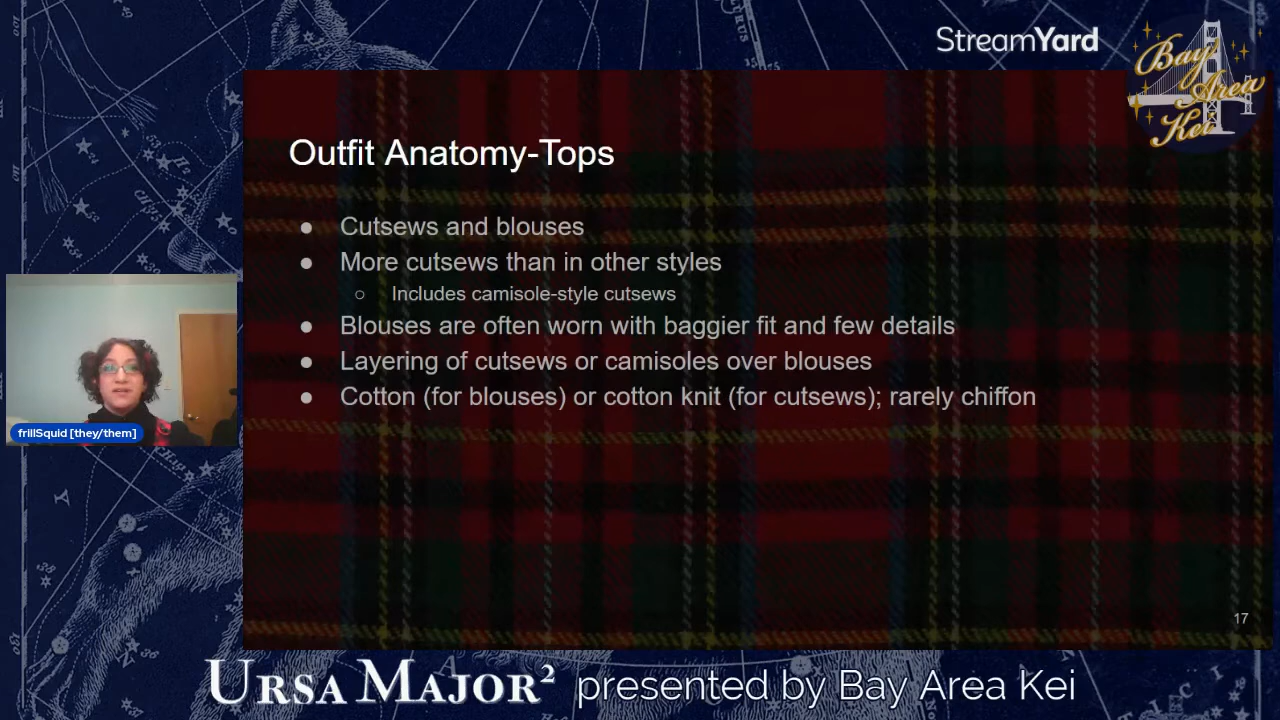 StreamYard
Bay
Area
Kei
Outfit Anatomy-Tops
● Cutsews and blouses
● More cutsews than in other styles
○ Includes camisole-style cutsews
● Blouses are often worn with baggier fit and few details
● Layering of cutsews or camisoles over blouses
● Cotton (for blouses) or cotton knit (for cutsews); rarely chiffon
frillSquid [they/them]
17
URSA MAJOR² presented by Bay Area Kei